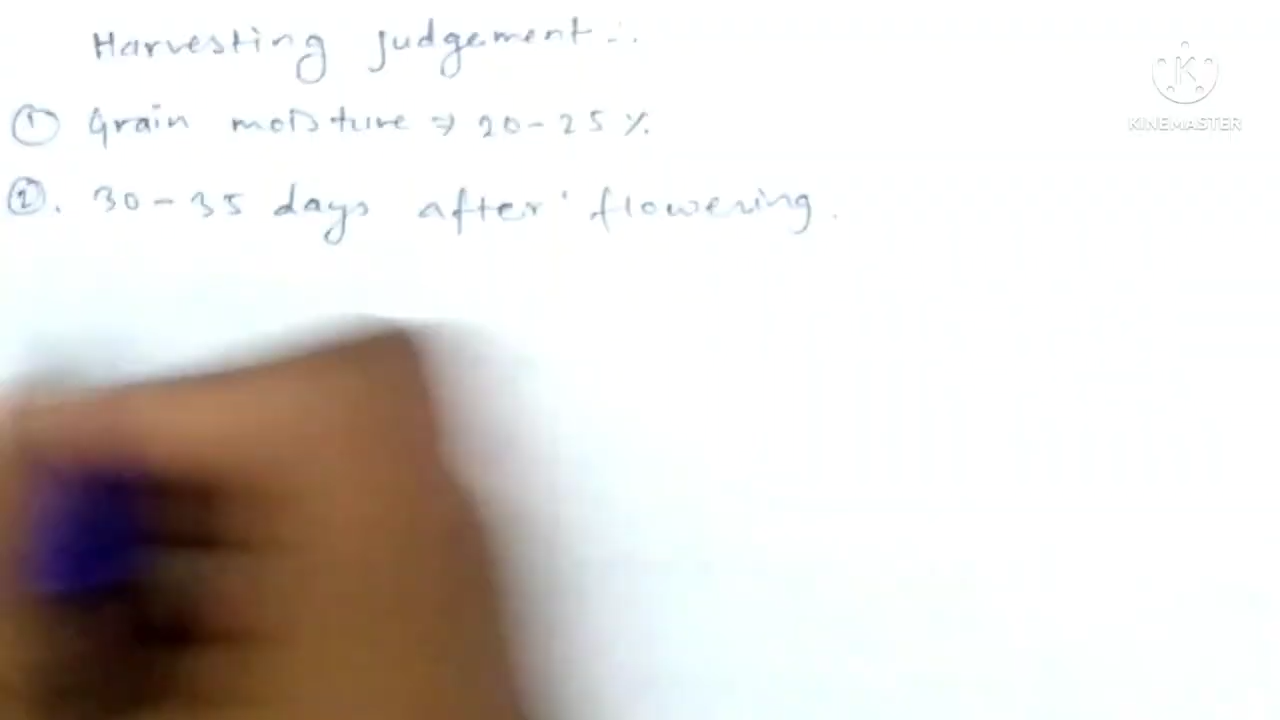 Harvesting judgement :-
① Grain moisture ⇒ 20-25 %.
②. 30-35 days after flowering.
KINEMASTER